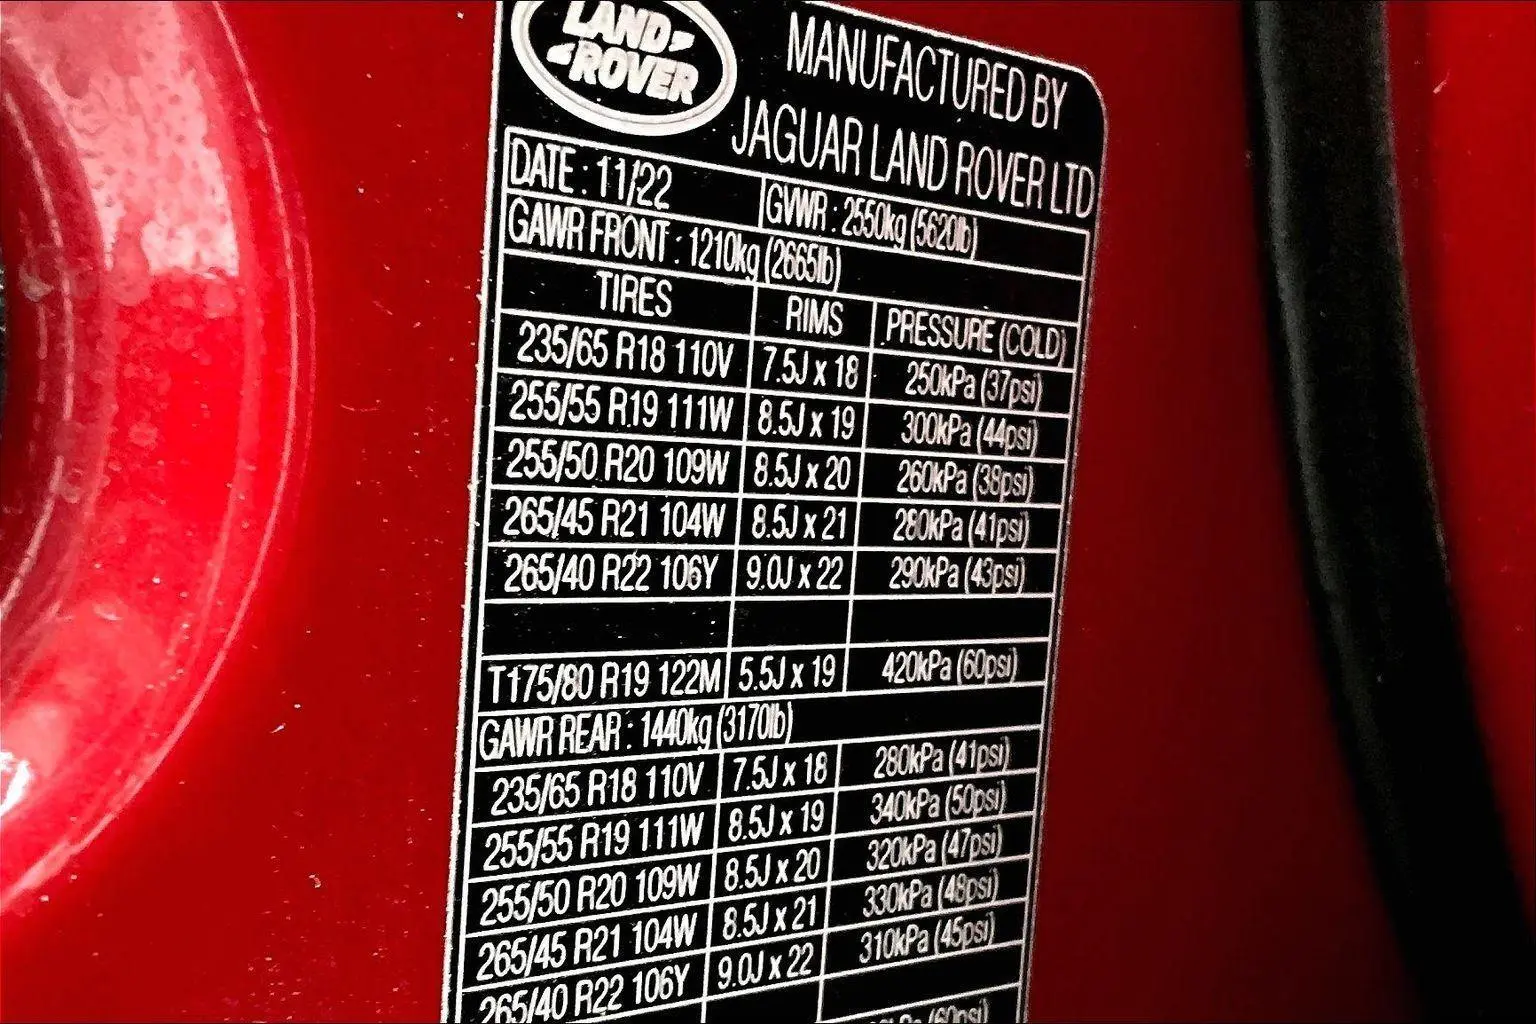 LAND
ROVER
MANUFACTURED BY
JAGUAR LAND ROVER LTD
DATE : 11/22 GVWR : 2550kg (5620lb)
GAWR FRONT : 1210kg (2665lb)
TIRES RIMS PRESSURE (COLD)
235/65 R18 110V 7.5J x 18 250kPa (37psi)
255/55 R19 111W 8.5J x 19 300kPa (44psi)
255/50 R20 109W 8.5J x 20 260kPa (38psi)
265/45 R21 104W 8.5J x 21 280kPa (41psi)
265/40 R22 106Y 9.0J x 22 290kPa (43psi)
T175/80 R19 122M 5.5J x 19 420kPa (60psi)
GAWR REAR : 1440kg (3170lb)
235/65 R18 110V 7.5J x 18 280kPa (41psi)
255/55 R19 111W 8.5J x 19 340kPa (50psi)
255/50 R20 109W 8.5J x 20 320kPa (47psi)
265/45 R21 104W 8.5J x 21 330kPa (48psi)
265/40 R22 106Y 9.0J x 22 310kPa (45psi)
(60psi)